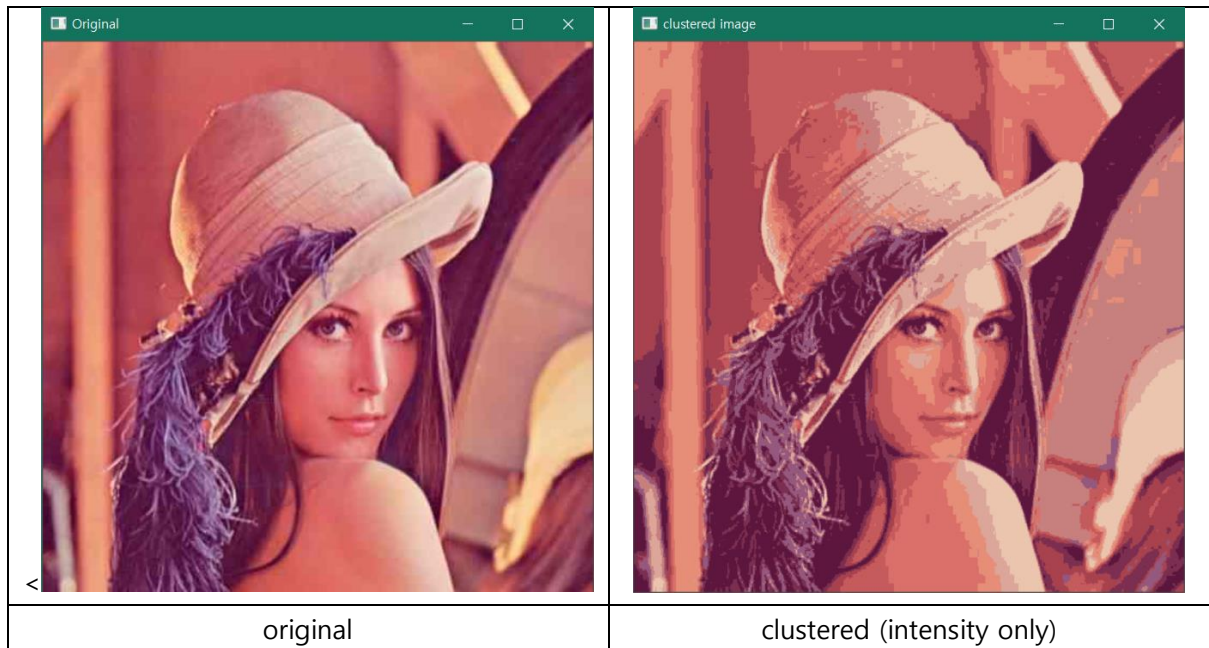 Original
clustered image
<
original
clustered (intensity only)